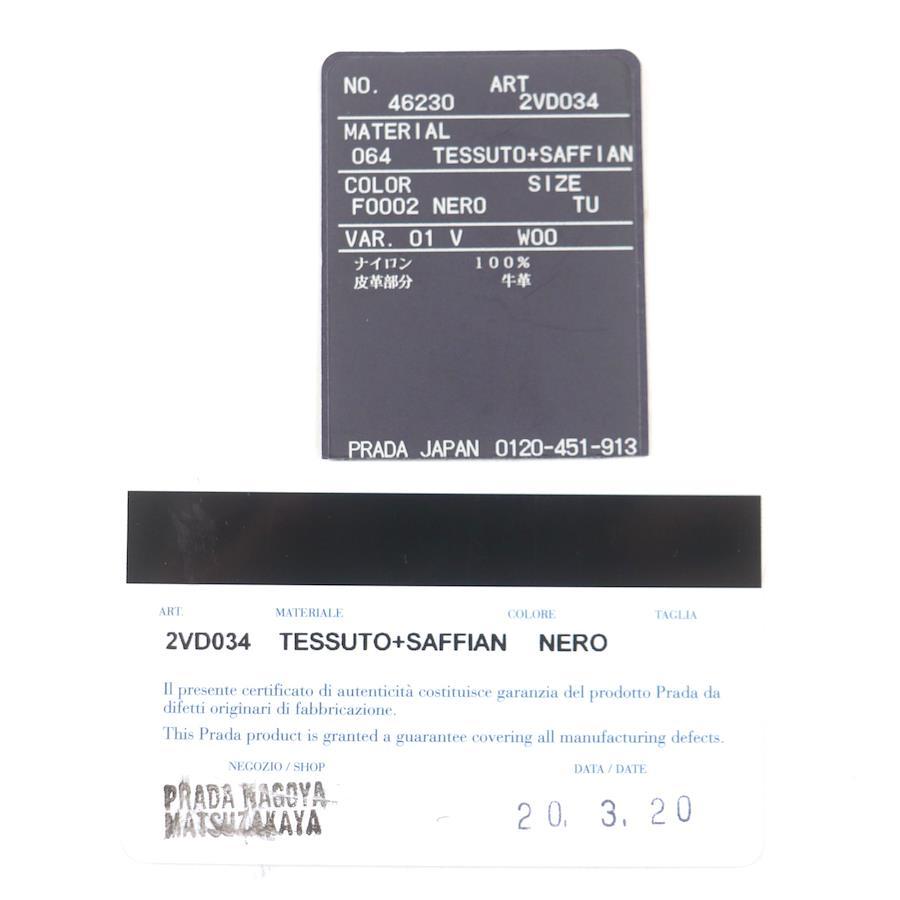 NO. ART
46230 2VD034
MATERIAL
064 TESSUTO+SAFFIAN
COLOR SIZE
F0002 NERO TU
VAR. 01 V W00
ナイロン 100%
皮革部分 牛革
PRADA JAPAN 0120-451-913
ART. MATERIALE COLORE TAGLIA
2VD034 TESSUTO+SAFFIAN NERO
Il presente certificato di autenticità costituisce garanzia del prodotto Prada da
difetti originari di fabbricazione.
This Prada product is granted a guarantee covering all manufacturing defects.
NEGOZIO / SHOP DATA / DATE
PRADA NAGOYA
MATSUZAKAYA
20. 3. 20